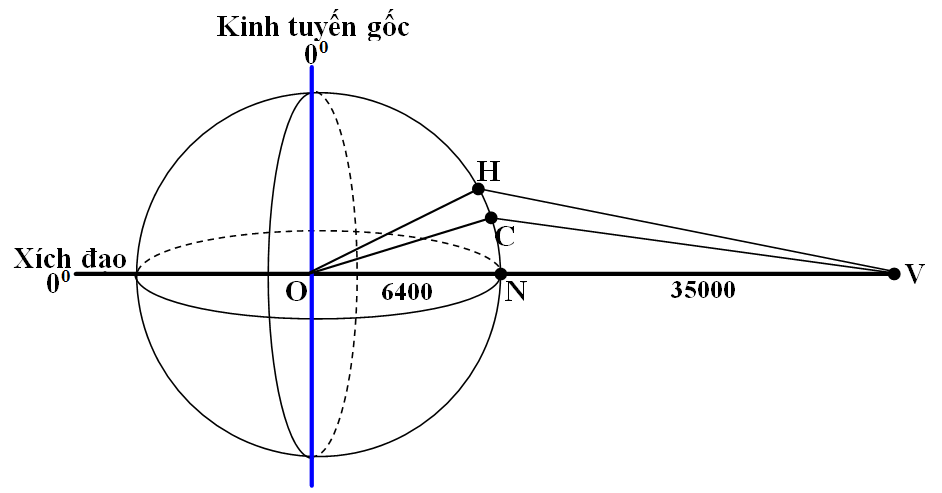 Kinh tuyến gốc
0⁰
H
C
Xích đạo
0⁰
O
6400
N
35000
V